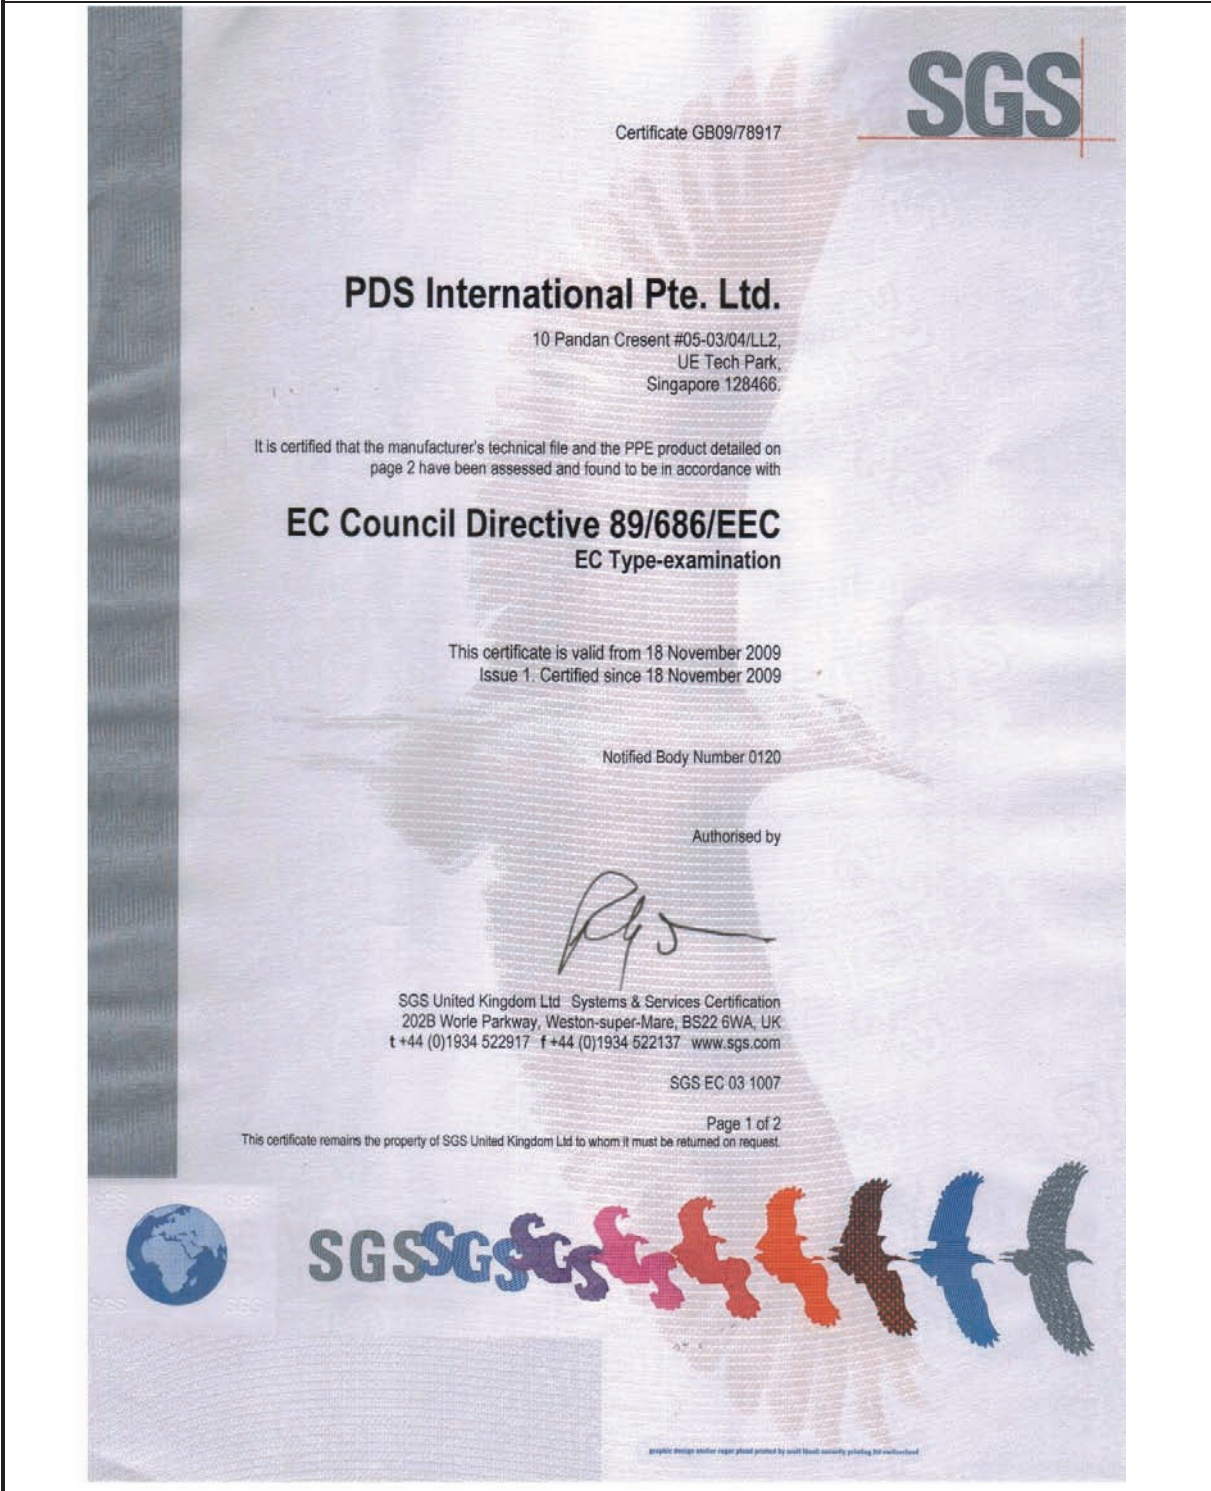 SGS
Certificate GB09/78917
PDS International Pte. Ltd.
10 Pandan Cresent #05-03/04/LL2,
UE Tech Park,
Singapore 128466.
It is certified that the manufacturer's technical file and the PPE product detailed on
page 2 have been assessed and found to be in accordance with
EC Council Directive 89/686/EEC
EC Type-examination
This certificate is valid from 18 November 2009
Issue 1. Certified since 18 November 2009
Notified Body Number 0120
Authorised by
SGS United Kingdom Ltd Systems & Services Certification
202B Worle Parkway, Weston-super-Mare, BS22 6WA, UK
t +44 (0)1934 522917 f +44 (0)1934 522137 www.sgs.com
SGS EC 03 1007
Page 1 of 2
This certificate remains the property of SGS United Kingdom Ltd to whom it must be returned on request.
SGS SGS SGS